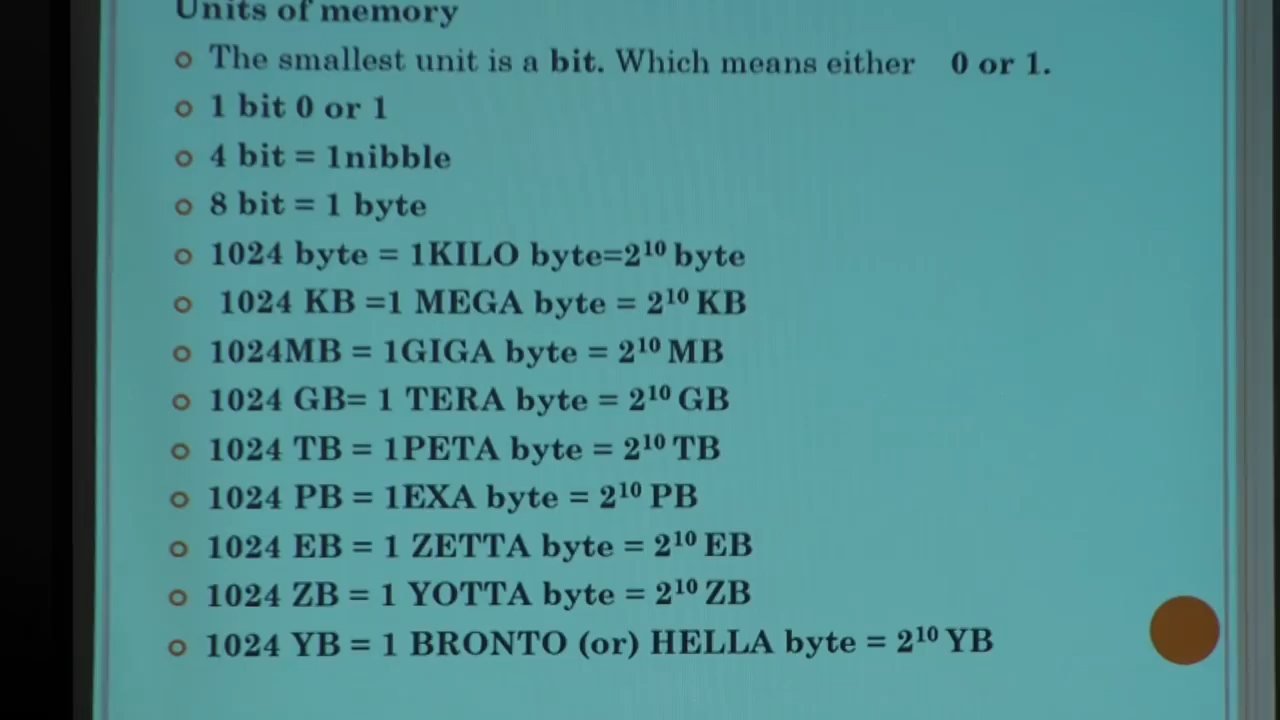 Units of memory
The smallest unit is a bit. Which means either 0 or 1.
1 bit 0 or 1
4 bit = 1nibble
8 bit = 1 byte
1024 byte = 1KILO byte=2¹⁰ byte
1024 KB =1 MEGA byte = 2¹⁰ KB
1024MB = 1GIGA byte = 2¹⁰ MB
1024 GB= 1 TERA byte = 2¹⁰ GB
1024 TB = 1PETA byte = 2¹⁰ TB
1024 PB = 1EXA byte = 2¹⁰ PB
1024 EB = 1 ZETTA byte = 2¹⁰ EB
1024 ZB = 1 YOTTA byte = 2¹⁰ ZB
1024 YB = 1 BRONTO (or) HELLA byte = 2¹⁰ YB